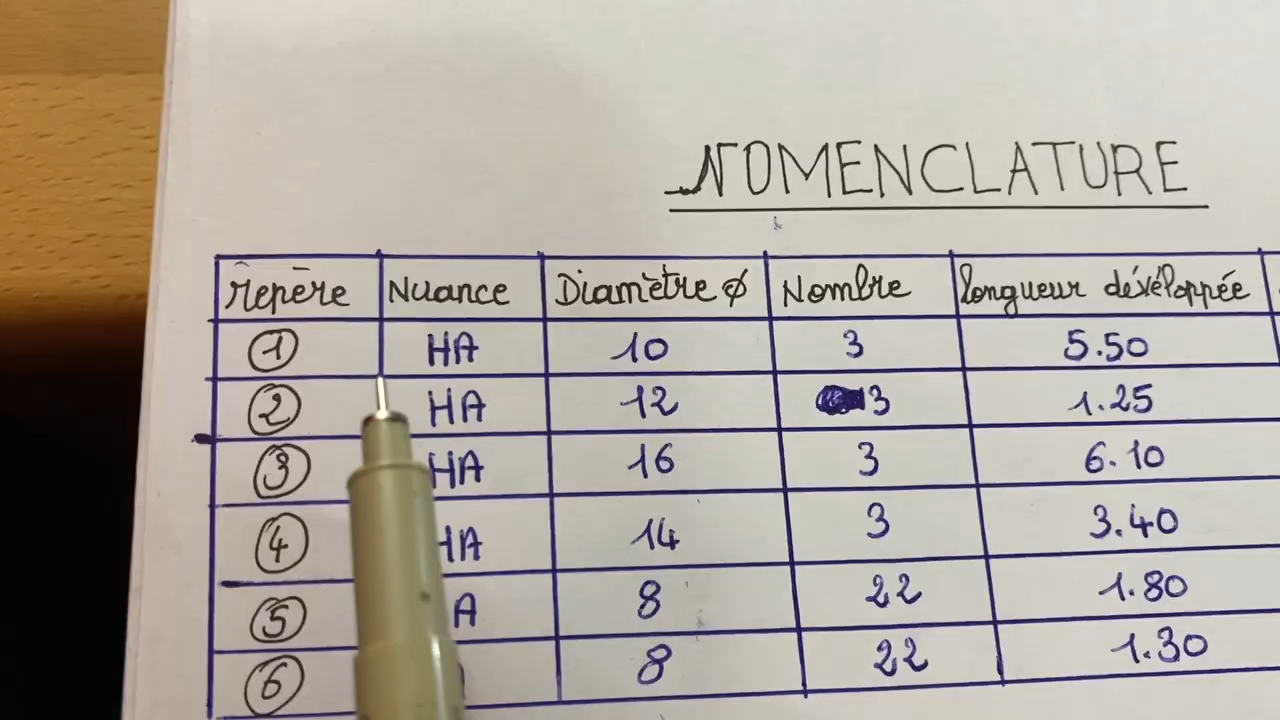 NOMENCLATURE
repère Nuance Diamètre ϕ Nombre longueur dévéloppée
1 HA 10 3 5.50
2 HA 12 3 1.25
3 HA 16 3 6.10
4 HA 14 3 3.40
5 A 8 22 1.80
6 8 22 1.30